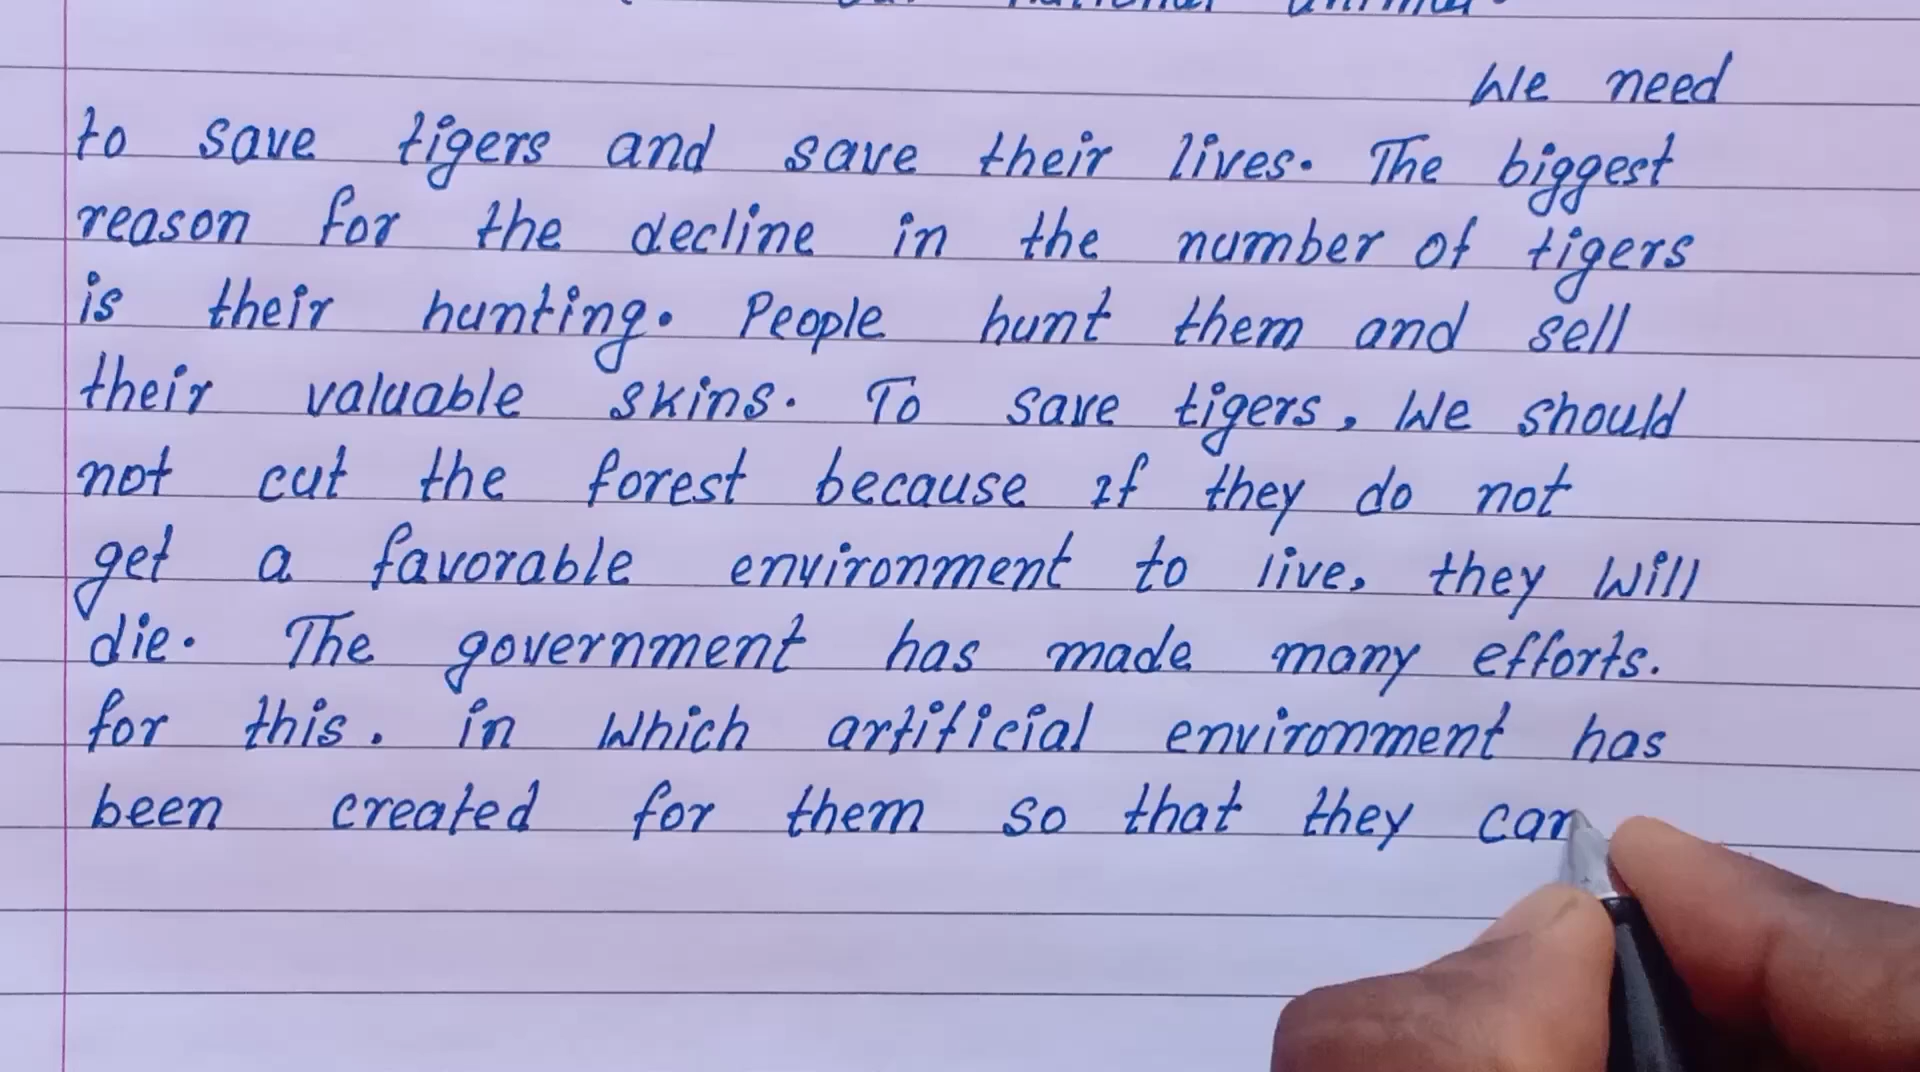 our national animal.
We need
to save tigers and save their lives. The biggest
reason for the decline in the number of tigers
is their hunting. People hunt them and sell
their valuable skins. To save tigers, We should
not cut the forest because if they do not
get a favorable environment to live, they Will
die. The government has made many efforts.
for this. in Which artificial environment has
been created for them so that they can